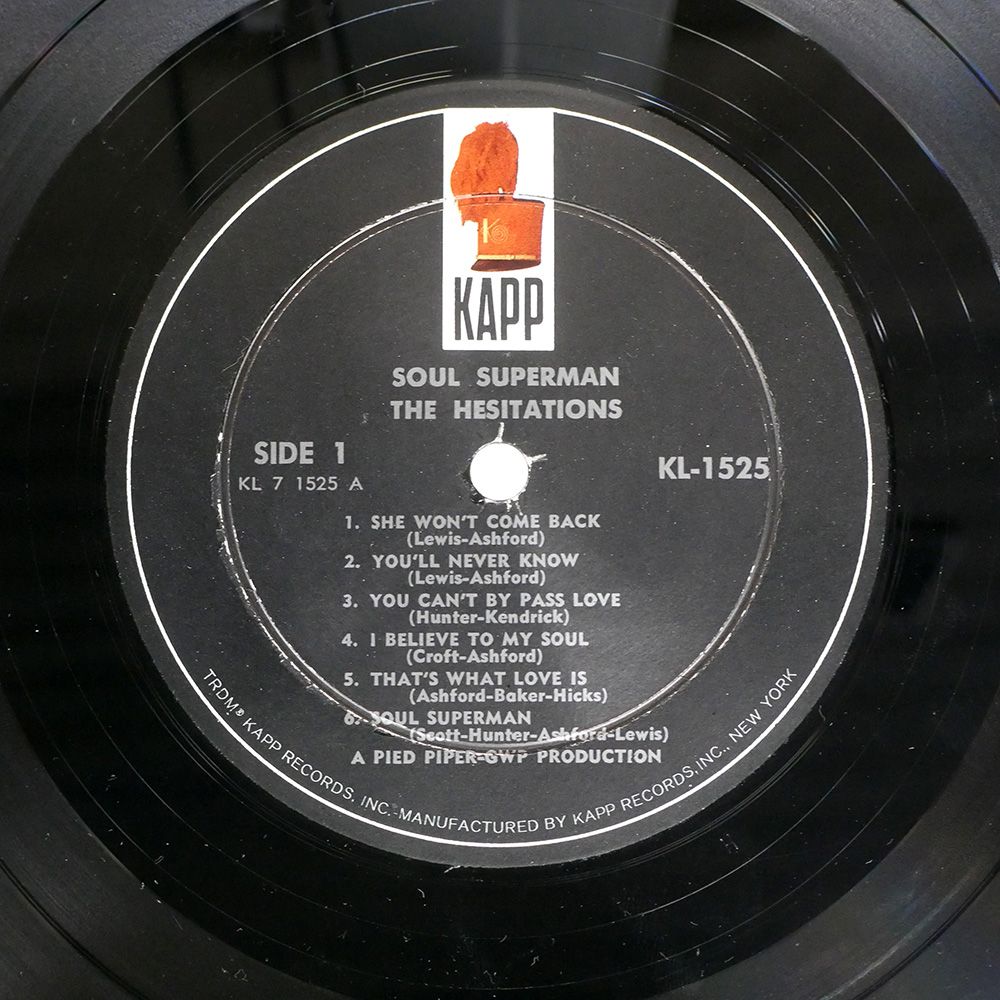 K
KAPP
SOUL SUPERMAN
THE HESITATIONS
SIDE 1
KL 7 1525 A
KL-1525
1. SHE WON'T COME BACK
(Lewis-Ashford)
2. YOU'LL NEVER KNOW
(Lewis-Ashford)
3. YOU CAN'T BY PASS LOVE
(Hunter-Kendrick)
4. I BELIEVE TO MY SOUL
(Croft-Ashford)
5. THAT'S WHAT LOVE IS
(Ashford-Baker-Hicks)
6. SOUL SUPERMAN
(Scott-Hunter-Ashford-Lewis)
A PIED PIPER-GWP PRODUCTION
TRDM® KAPP RECORDS, INC.-MANUFACTURED BY KAPP RECORDS, INC., NEW YORK